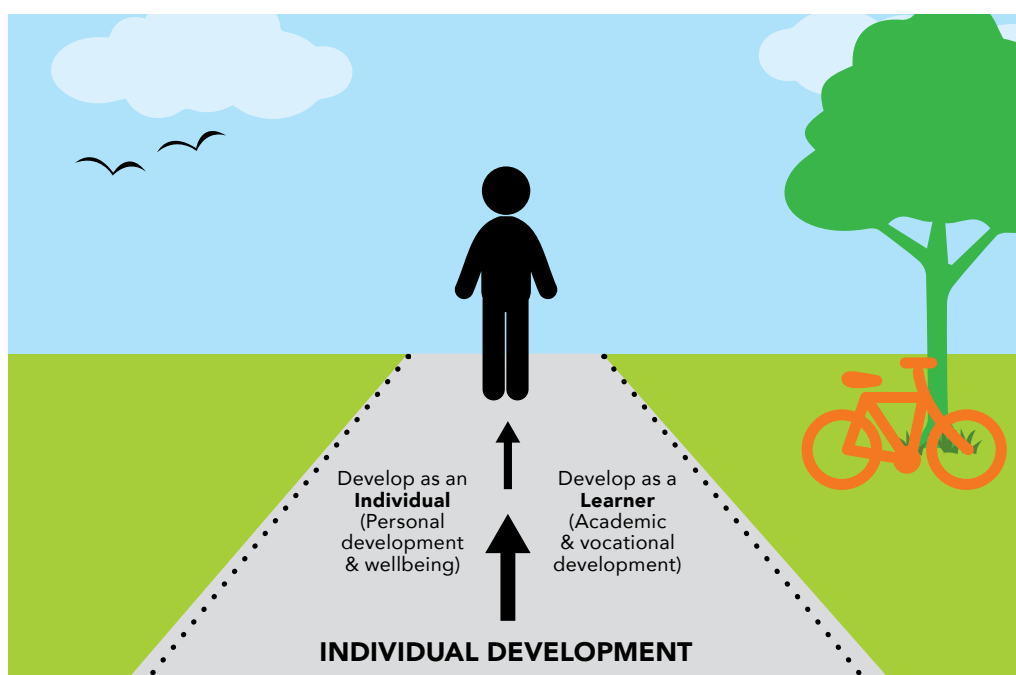 Develop as an
Individual
(Personal
development
& wellbeing)
Develop as a
Learner
(Academic
& vocational
development)
INDIVIDUAL DEVELOPMENT